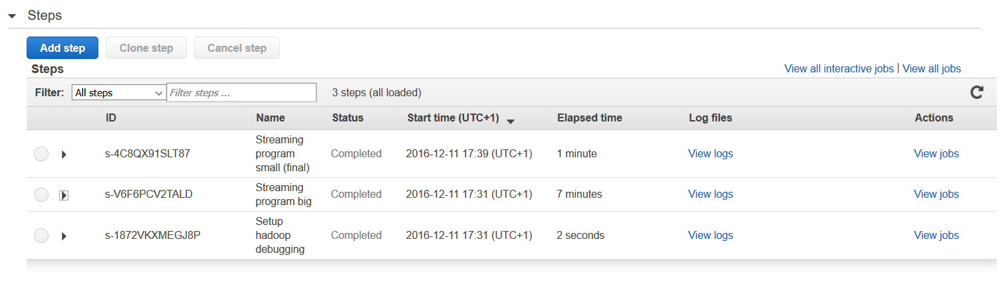 Steps
Add step Clone step Cancel step
Steps View all interactive jobs | View all jobs
Filter: All steps Filter steps ... 3 steps (all loaded)
ID Name Status Start time (UTC+1) Elapsed time Log files Actions
Streaming
s-4C8QX91SLT87 program Completed 2016-12-11 17:39 (UTC+1) 1 minute View logs View jobs
small (final)
Streaming
s-V6F6PCV2TALD Completed 2016-12-11 17:31 (UTC+1) 7 minutes View logs View jobs
program big
Setup
s-1872VKXMEGJ8P hadoop Completed 2016-12-11 17:31 (UTC+1) 2 seconds View logs View jobs
debugging